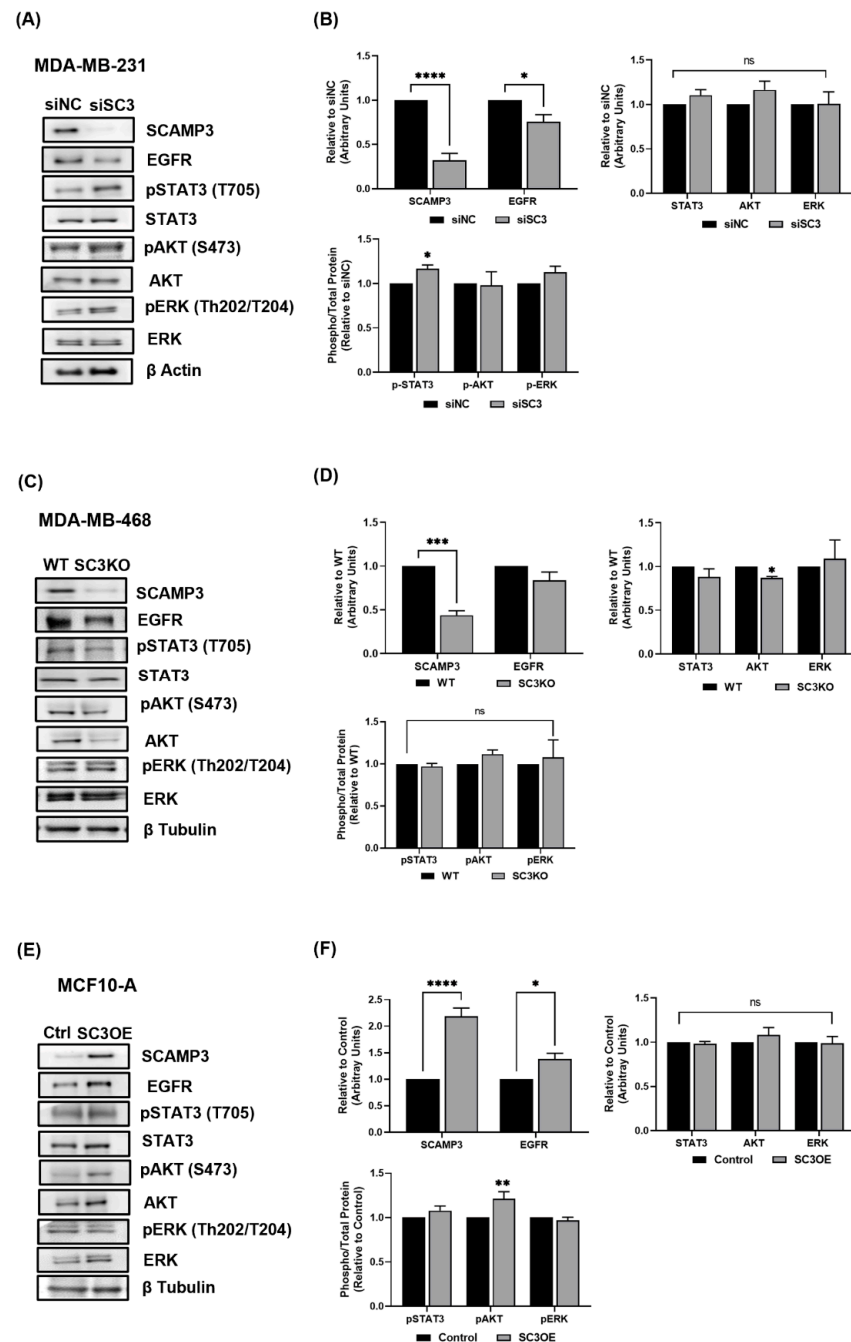 (A)
MDA-MB-231
siNC siSC3
SCAMP3
EGFR
pSTAT3 (T705)
STAT3
pAKT (S473)
AKT
pERK (Th202/T204)
ERK
β Actin
(B)
Relative to siNC
(Arbitrary Units)
1.5
1.0
0.5
0.0
****
*
SCAMP3 EGFR
siNC siSC3
Relative to siNC
(Arbitrary Units)
1.5
1.0
0.5
0.0
ns
STAT3 AKT ERK
siNC siSC3
Phospho/Total Protein
(Relative to siNC)
1.5
1.0
0.5
0.0
*
p-STAT3 p-AKT p-ERK
siNC siSC3
(C)
MDA-MB-468
WT SC3KO
SCAMP3
EGFR
pSTAT3 (T705)
STAT3
pAKT (S473)
AKT
pERK (Th202/T204)
ERK
β Tubulin
(D)
Relative to WT
(Arbitrary Units)
1.5
1.0
0.5
0.0
***
SCAMP3 EGFR
WT SC3KO
Relative to WT
(Arbitrary Units)
1.5
1.0
0.5
0.0
*
STAT3 AKT ERK
WT SC3KO
Phospho/Total Protein
(Relative to WT)
1.5
1.0
0.5
0.0
ns
pSTAT3 pAKT pERK
WT SC3KO
(E)
MCF10-A
Ctrl SC3OE
SCAMP3
EGFR
pSTAT3 (T705)
STAT3
pAKT (S473)
AKT
pERK (Th202/T204)
ERK
β Tubulin
(F)
Relative to Control
(Arbitray Units)
2.5
2.0
1.5
1.0
0.5
0.0
****
*
SCAMP3 EGFR
Control SC3OE
Relative to Control
(Arbitrary Units)
1.5
1.0
0.5
0.0
ns
STAT3 AKT ERK
Control SC3OE
Phospho/Total Protein
(Relative to Control)
1.5
1.0
0.5
0.0
**
pSTAT3 pAKT pERK
Control SC3OE